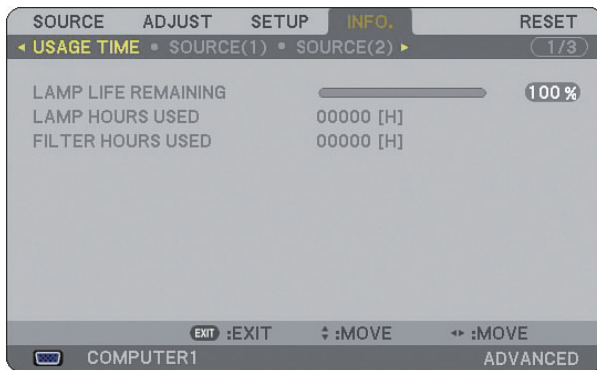 SOURCE ADJUST SETUP INFO. RESET
USAGE TIME SOURCE(1) SOURCE(2) 1/3
LAMP LIFE REMAINING 100 %
LAMP HOURS USED 00000 [H]
FILTER HOURS USED 00000 [H]
EXIT :EXIT :MOVE :MOVE
COMPUTER1 ADVANCED